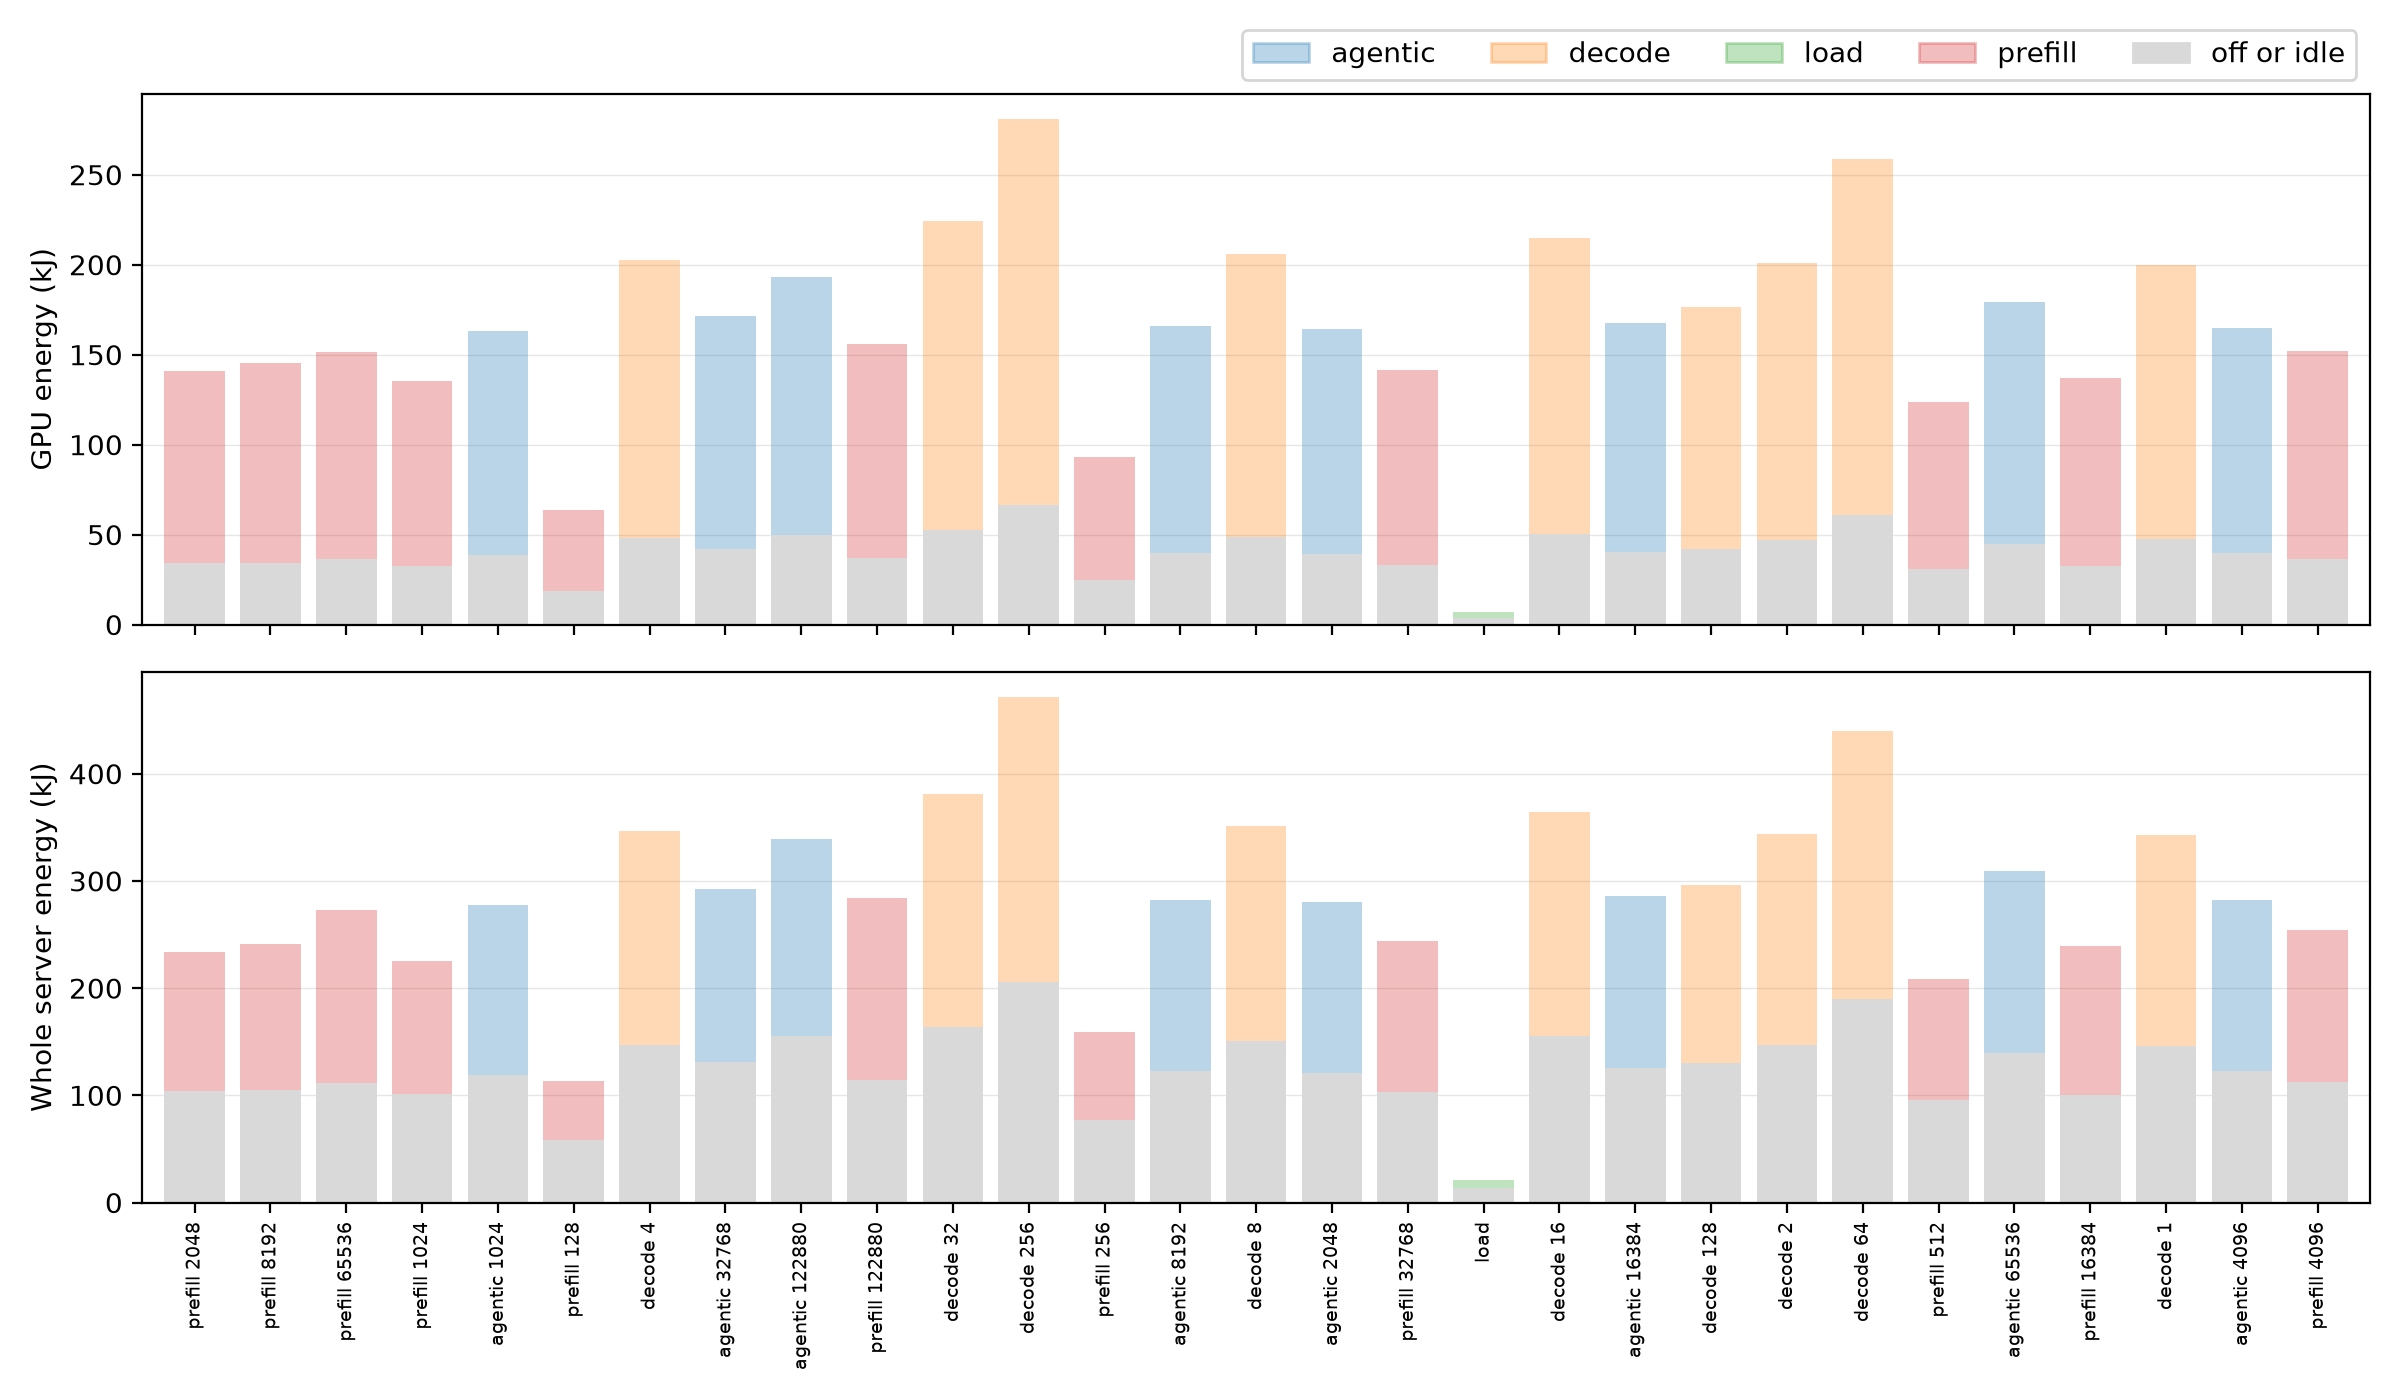 agentic decode load prefill off or idle
GPU energy (kJ)
250
200
150
100
50
0
Whole server energy (kJ)
400
300
200
100
0
prefill 2048
prefill 8192
prefill 65536
prefill 1024
agentic 1024
prefill 128
decode 4
agentic 32768
agentic 122880
prefill 122880
decode 32
decode 256
prefill 256
agentic 8192
decode 8
agentic 2048
prefill 32768
load
decode 16
agentic 16384
decode 128
decode 2
decode 64
prefill 512
agentic 65536
prefill 16384
decode 1
agentic 4096
prefill 4096